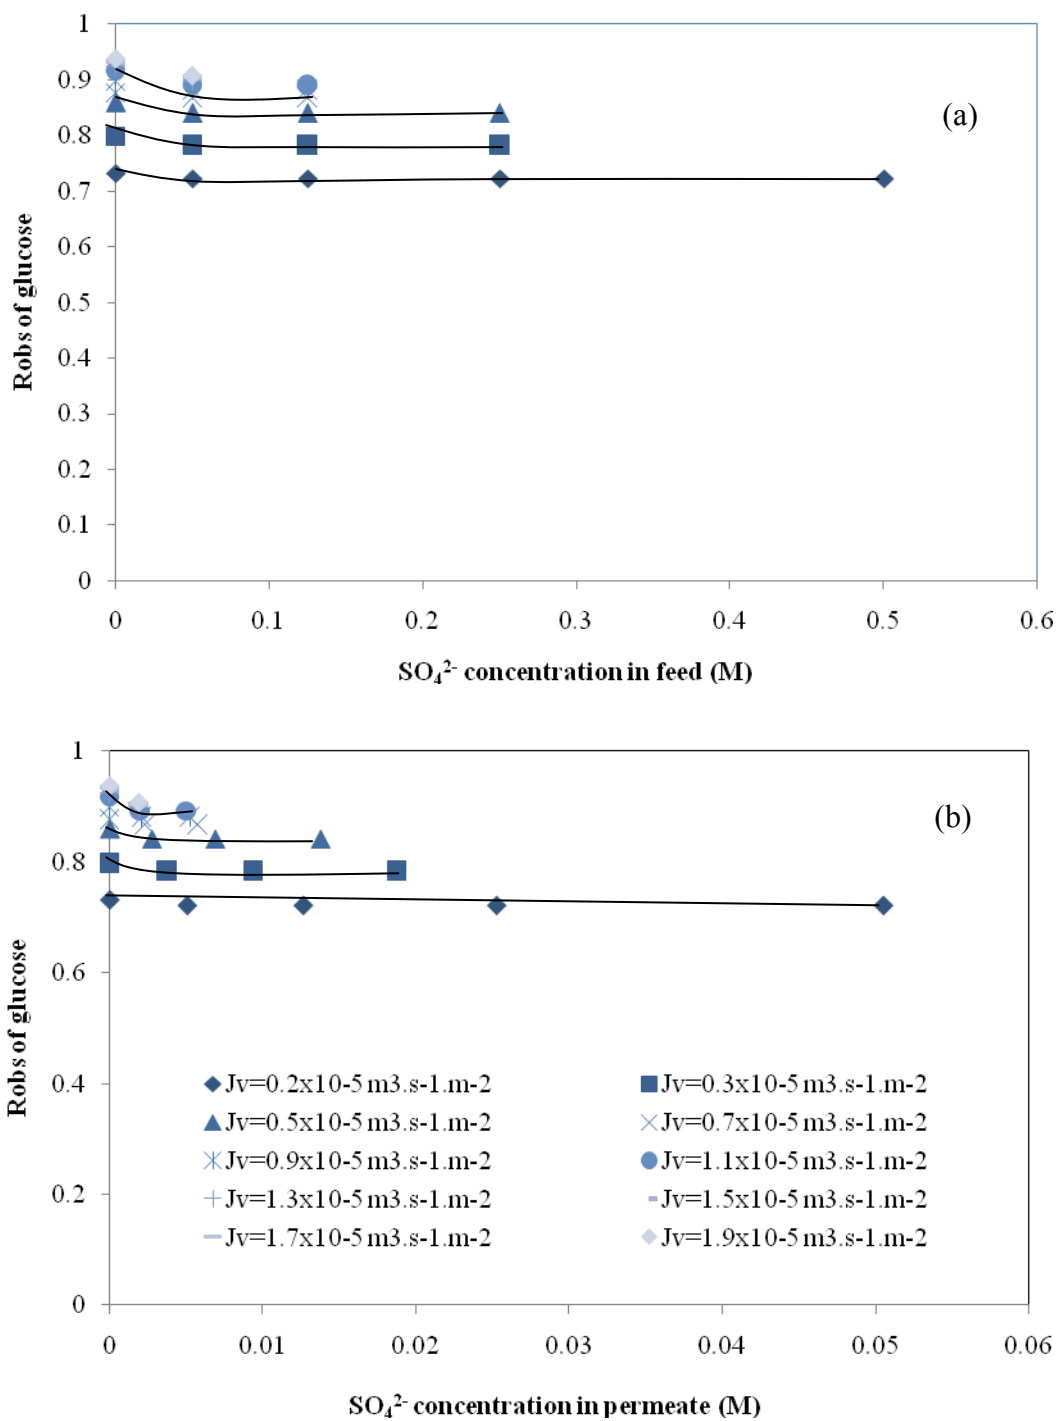 1
0.9
0.8
0.7
0.6
0.5
0.4
0.3
0.2
0.1
0
Robs of glucose
(a)
0 0.1 0.2 0.3 0.4 0.5 0.6
SO₄²⁻ concentration in feed (M)
1
0.8
0.6
0.4
0.2
0
Robs of glucose
(b)
Jv=0.2x10-5 m3.s-1.m-2 Jv=0.3x10-5 m3.s-1.m-2
Jv=0.5x10-5 m3.s-1.m-2 Jv=0.7x10-5 m3.s-1.m-2
Jv=0.9x10-5 m3.s-1.m-2 Jv=1.1x10-5 m3.s-1.m-2
Jv=1.3x10-5 m3.s-1.m-2 Jv=1.5x10-5 m3.s-1.m-2
Jv=1.7x10-5 m3.s-1.m-2 Jv=1.9x10-5 m3.s-1.m-2
0 0.01 0.02 0.03 0.04 0.05 0.06
SO₄²⁻ concentration in permeate (M)